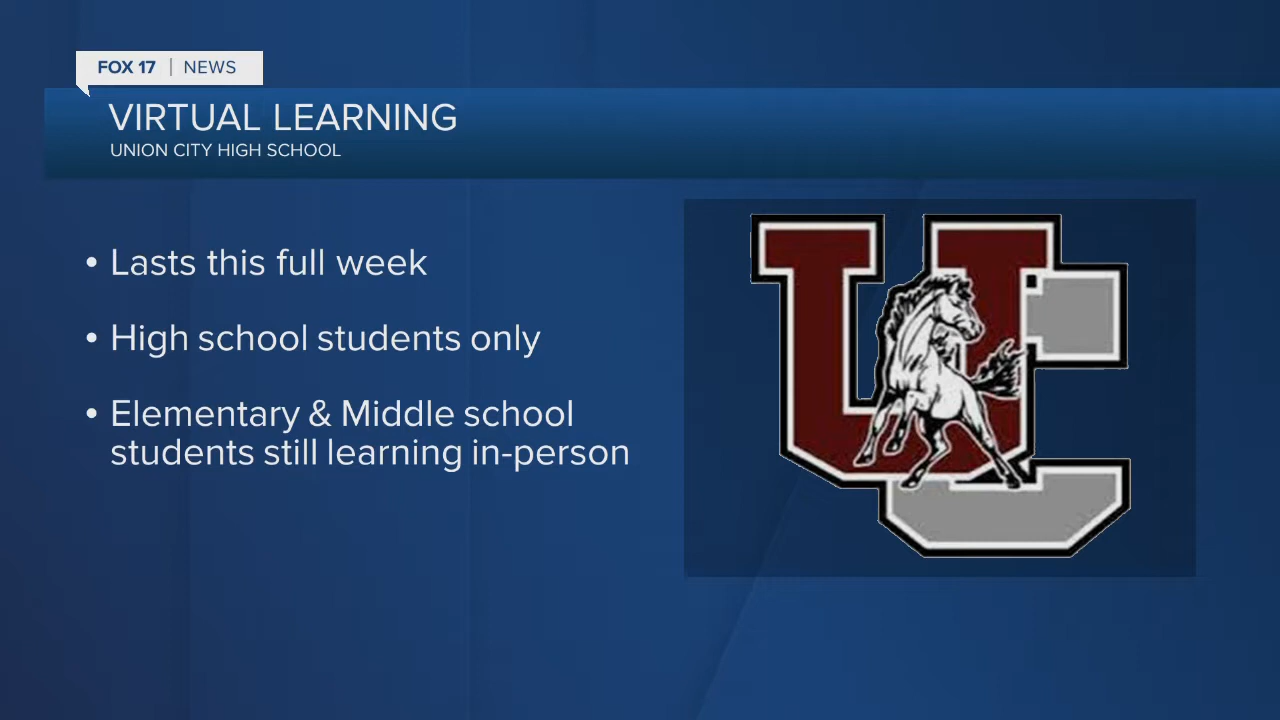 FOX 17 | NEWS
VIRTUAL LEARNING
UNION CITY HIGH SCHOOL
• Lasts this full week
• High school students only
• Elementary & Middle school
students still learning in-person
UC